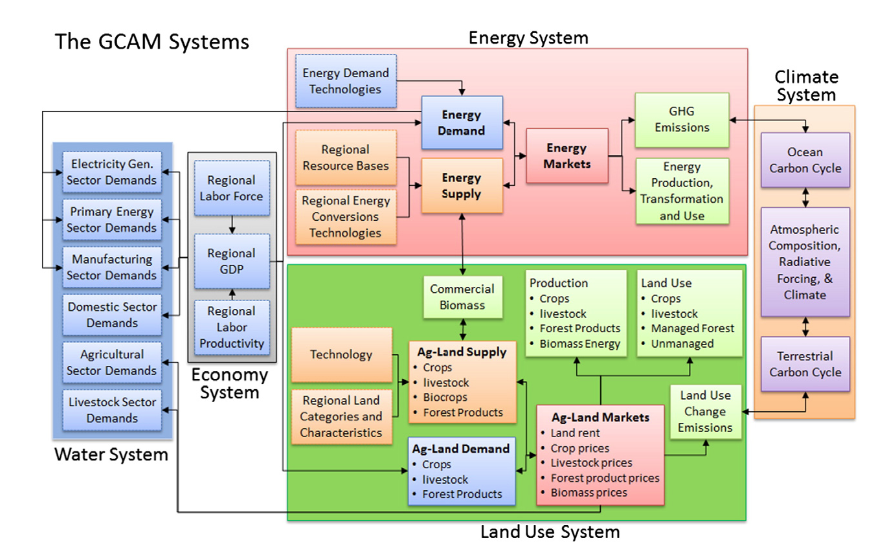 The GCAM Systems
Energy System
Climate
System
Energy Demand
Technologies
Energy
Demand
GHG
Emissions
Regional
Resource Bases
Energy
Supply
Energy
Markets
Regional Energy
Conversions
Technologies
Energy
Production,
Transformation
and Use
Ocean
Carbon Cycle
Atmospheric
Composition,
Radiative
Forcing, &
Climate
Terrestrial
Carbon Cycle
Electricity Gen.
Sector Demands
Primary Energy
Sector Demands
Manufacturing
Sector Demands
Domestic Sector
Demands
Agricultural
Sector Demands
Livestock Sector
Demands
Water System
Regional
Labor Force
Regional
GDP
Regional
Labor
Productivity
Economy
System
Commercial
Biomass
Production
• Crops
• livestock
• Forest Products
• Biomass Energy
Land Use
• Crops
• livestock
• Managed Forest
• Unmanaged
Technology
Regional Land
Categories and
Characteristics
Ag-Land Supply
• Crops
• livestock
• Biocrops
• Forest Products
Ag-Land Demand
• Crops
• livestock
• Forest Products
Ag-Land Markets
• Land rent
• Crop prices
• Livestock prices
• Forest product prices
• Biomass prices
Land Use
Change
Emissions
Land Use System